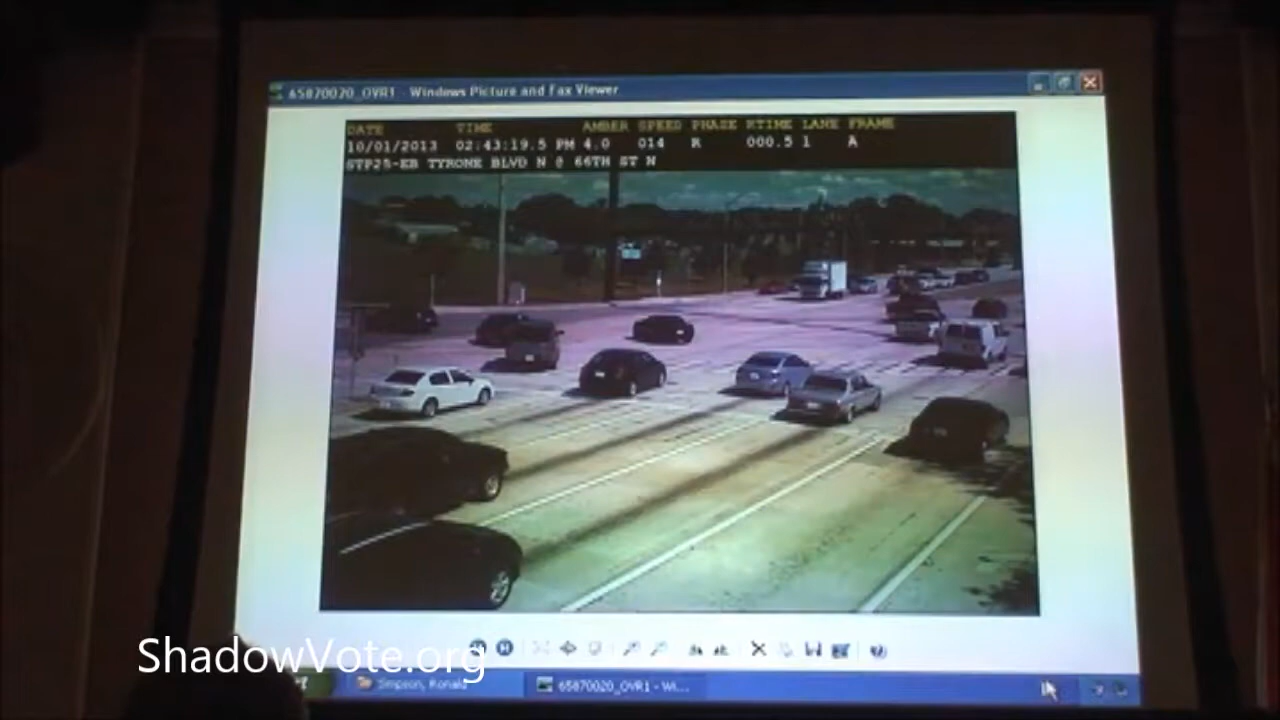 65870020_OVR1 - Windows Picture and Fax Viewer
DATE TIME AMBER SPEED PHASE RTIME LANE FRAME
10/01/2013 02:43:19.5 PM 4.0 014 R 000.5 1 A
STP28-EB TYRONE BLVD N @ 66TH ST N
ShadowVote.org
Simpson, Ronald
65870020_OVR1 - Wi...